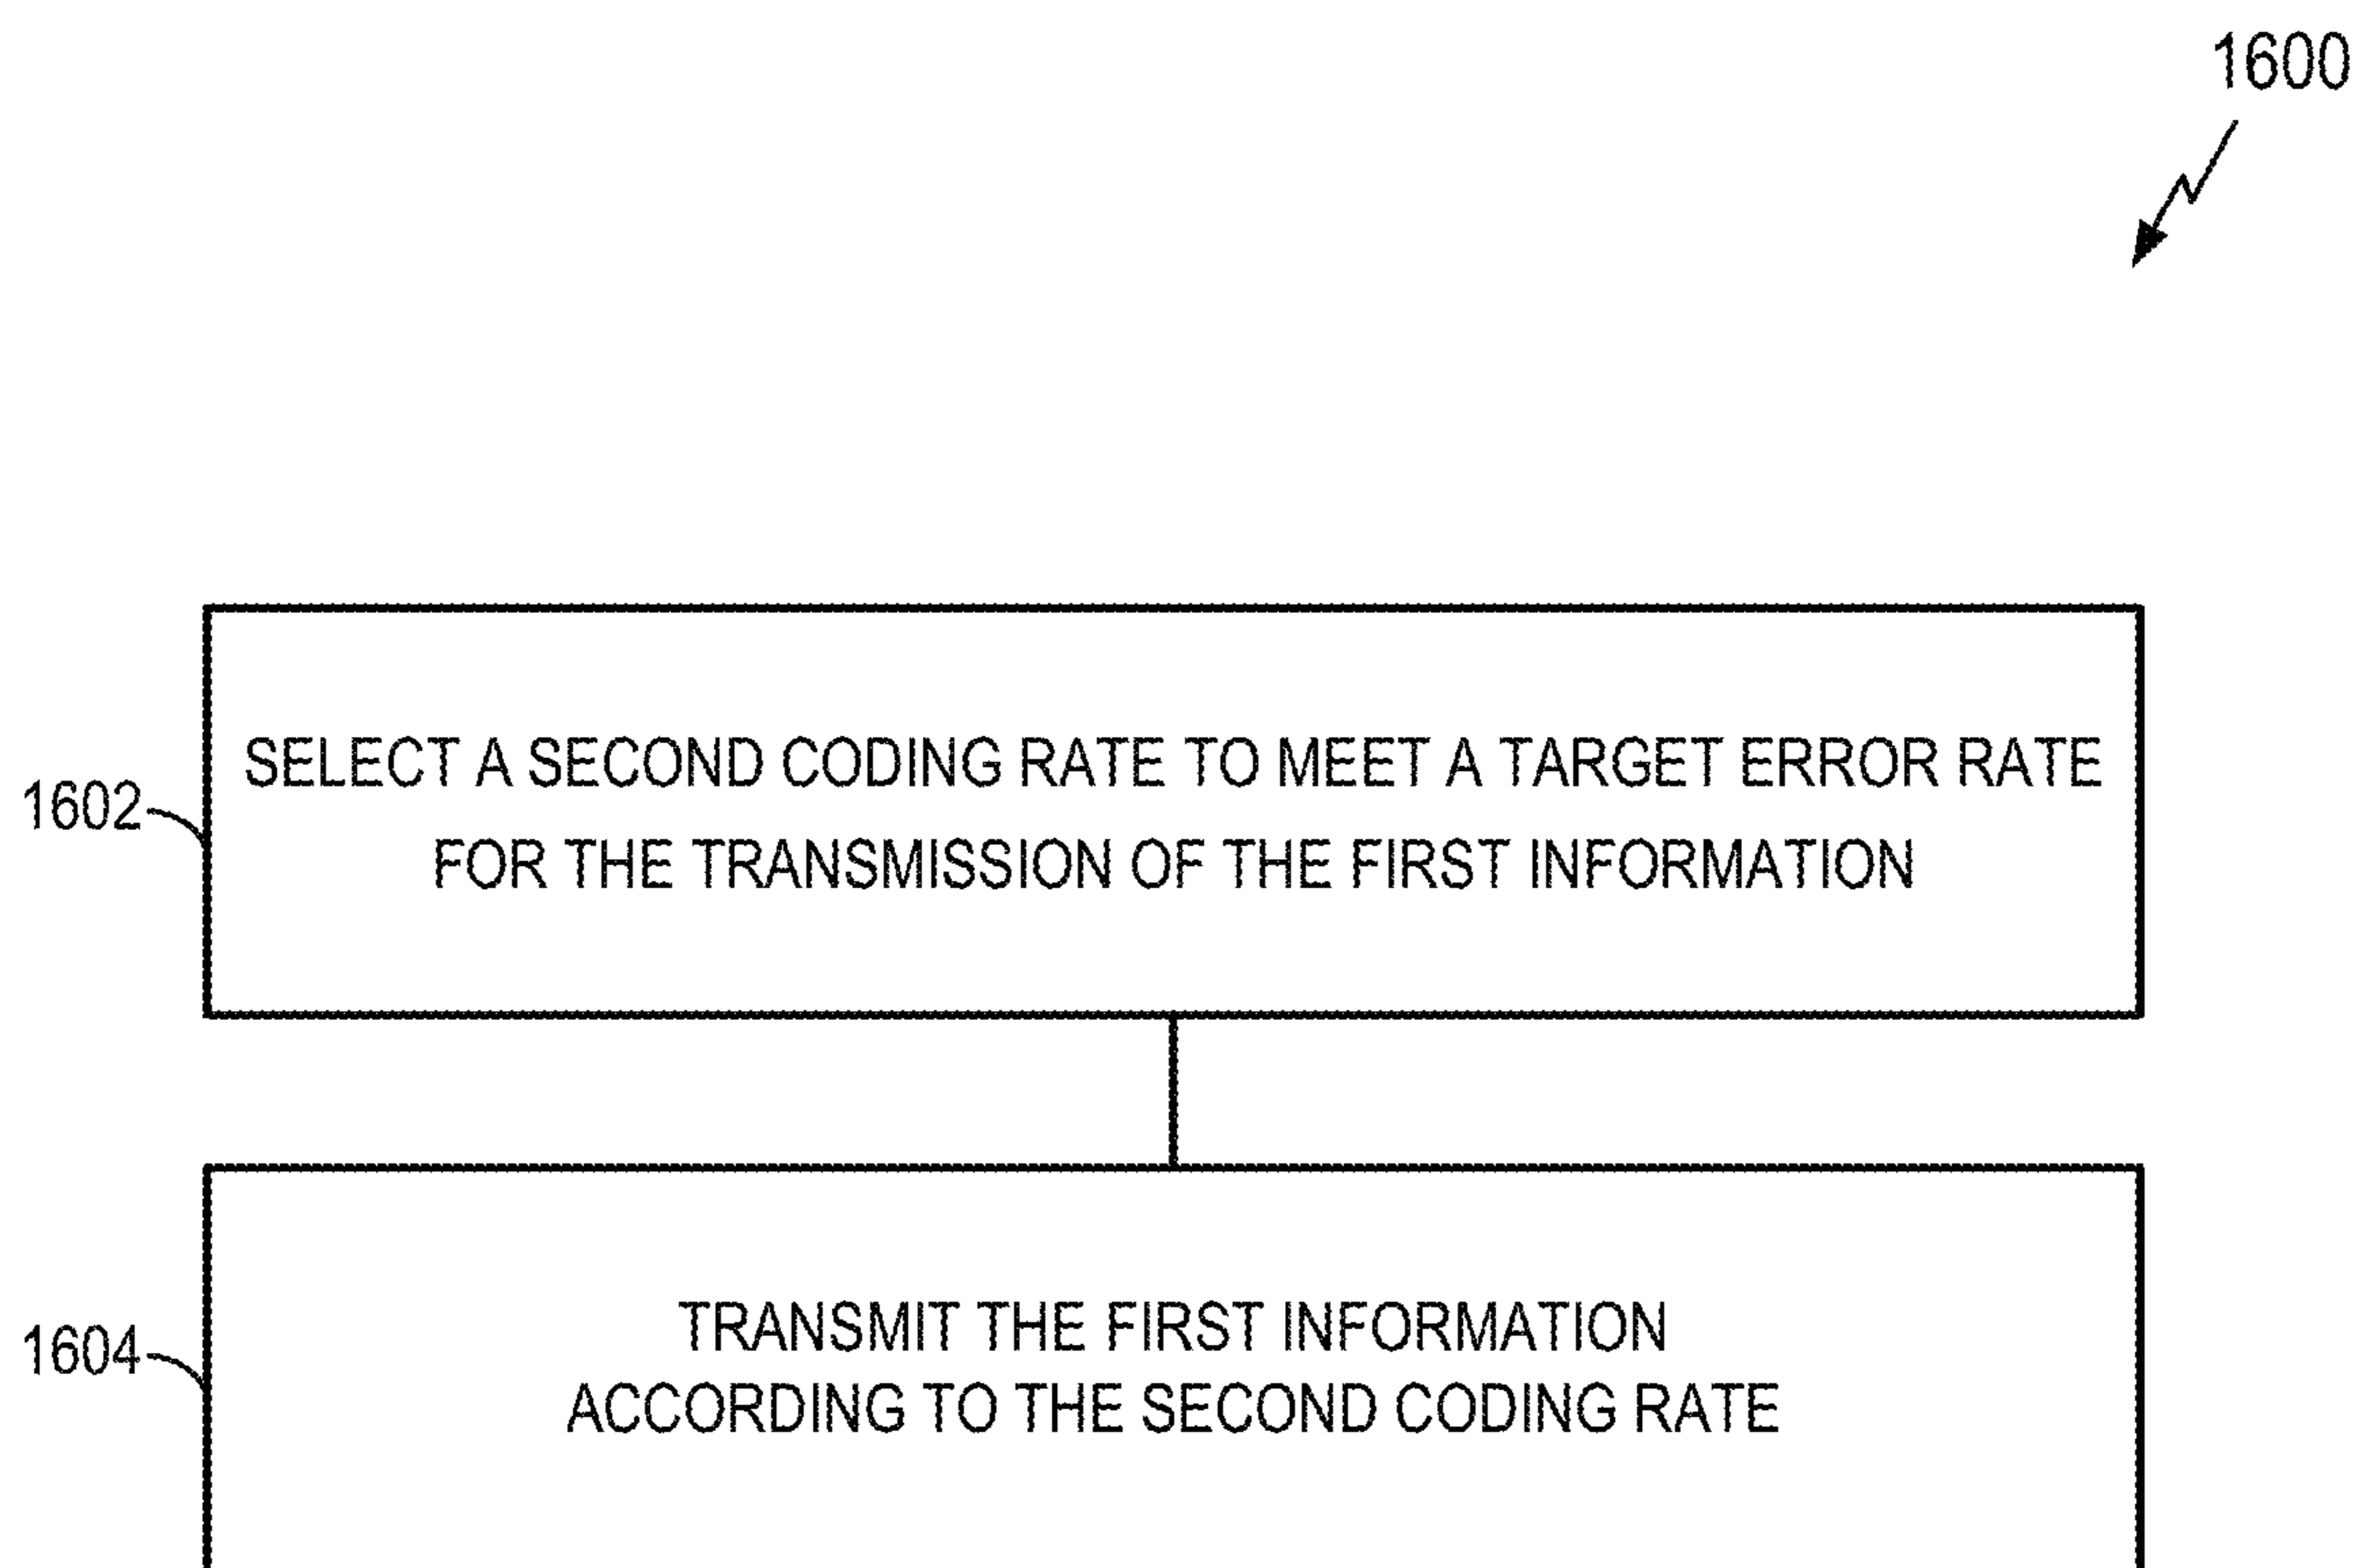 1600
1602
SELECT A SECOND CODING RATE TO MEET A TARGET ERROR RATE
FOR THE TRANSMISSION OF THE FIRST INFORMATION
1604
TRANSMIT THE FIRST INFORMATION
ACCORDING TO THE SECOND CODING RATE